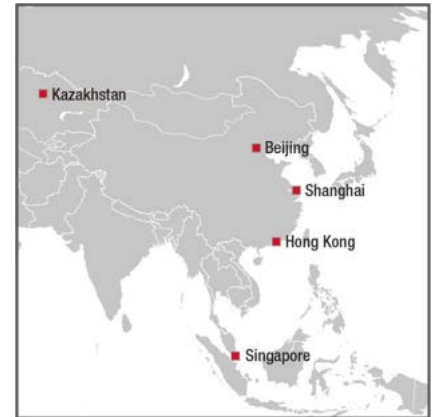 Kazakhstan
Beijing
Shanghai
Hong Kong
Singapore